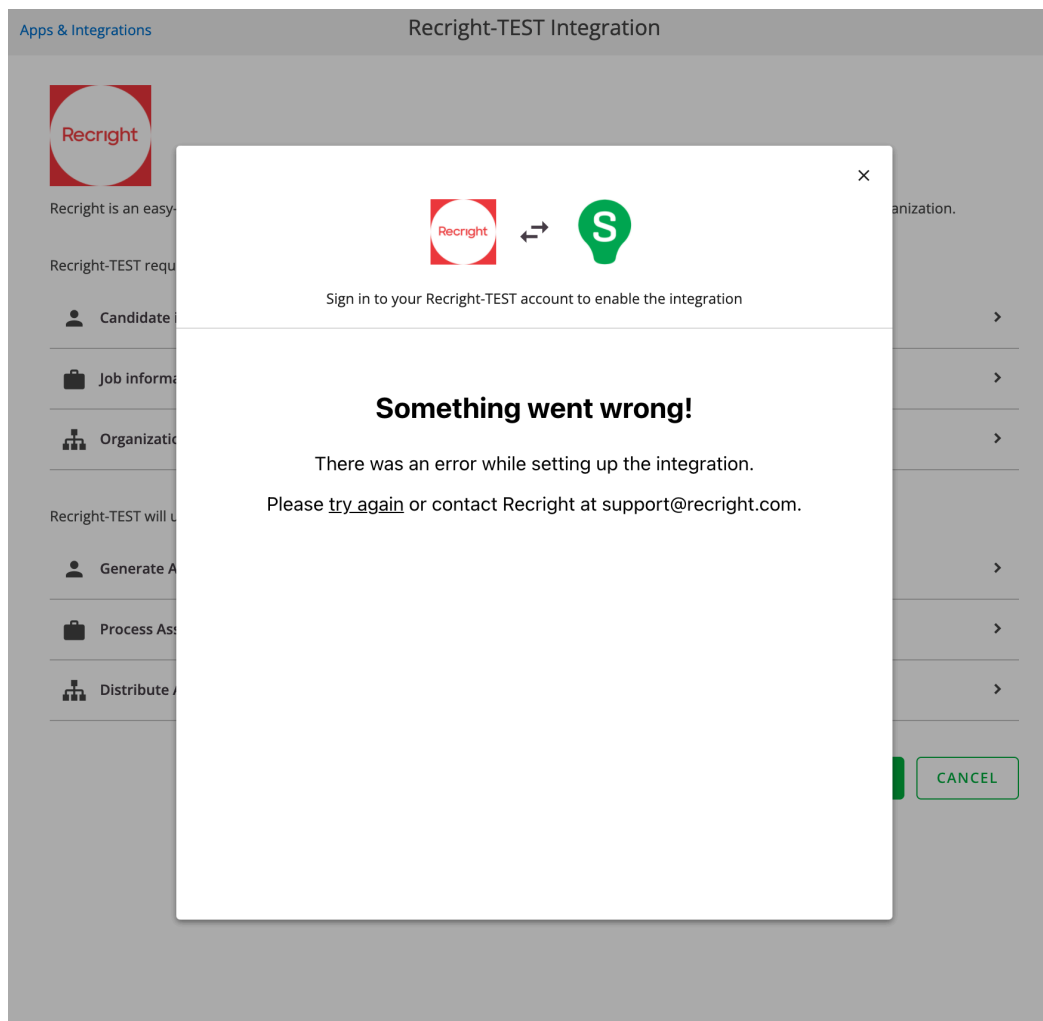 Apps & Integrations
Recright-TEST Integration
Recright
Recright is an easy-
anization.
Recright-TEST requ
Candidate i
Job informa
Organizatio
Recright-TEST will u
Generate A
Process Ass
Distribute A
CANCEL
Recright
S
Sign in to your Recright-TEST account to enable the integration
Something went wrong!
There was an error while setting up the integration.
Please try again or contact Recright at support@recright.com.